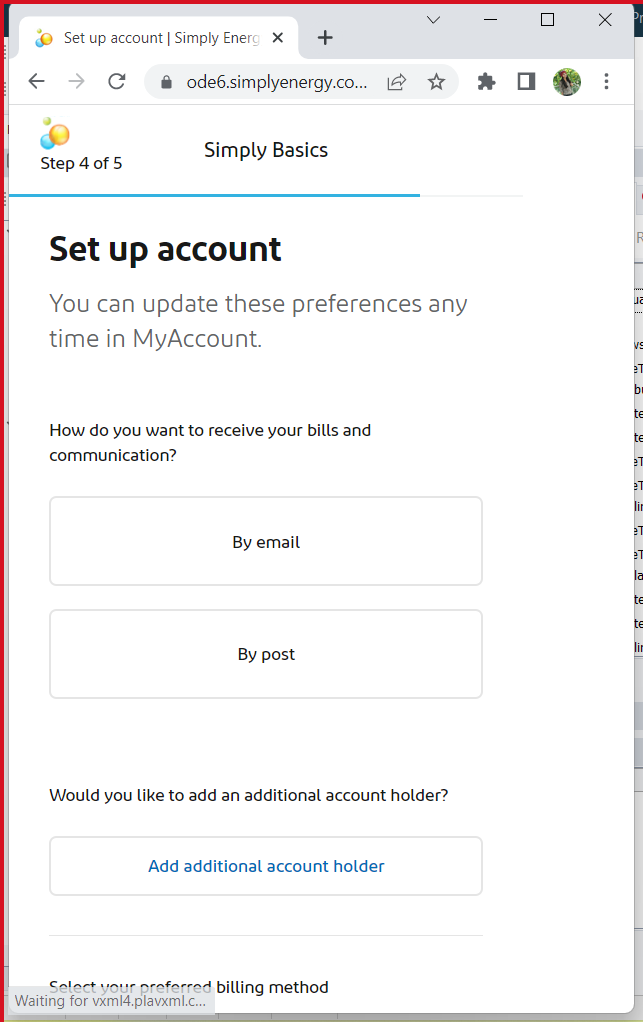 Set up account | Simply Energ
ode6.simplyenergy.co...
Simply Basics
Step 4 of 5
Set up account
You can update these preferences any
time in MyAccount.
How do you want to receive your bills and
communication?
By email
By post
Would you like to add an additional account holder?
Add additional account holder
Select your preferred billing method
Waiting for vxml4.plavxml.c...